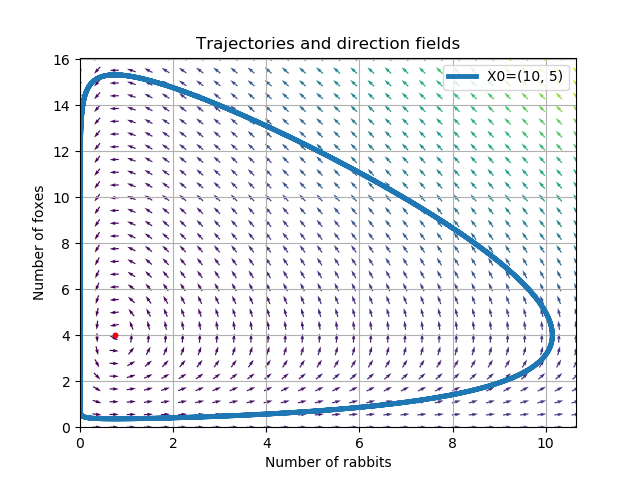 Trajectories and direction fields
X0=(10, 5)
16
14
12
10
8
6
4
2
0
Number of foxes
0 2 4 6 8 10
Number of rabbits